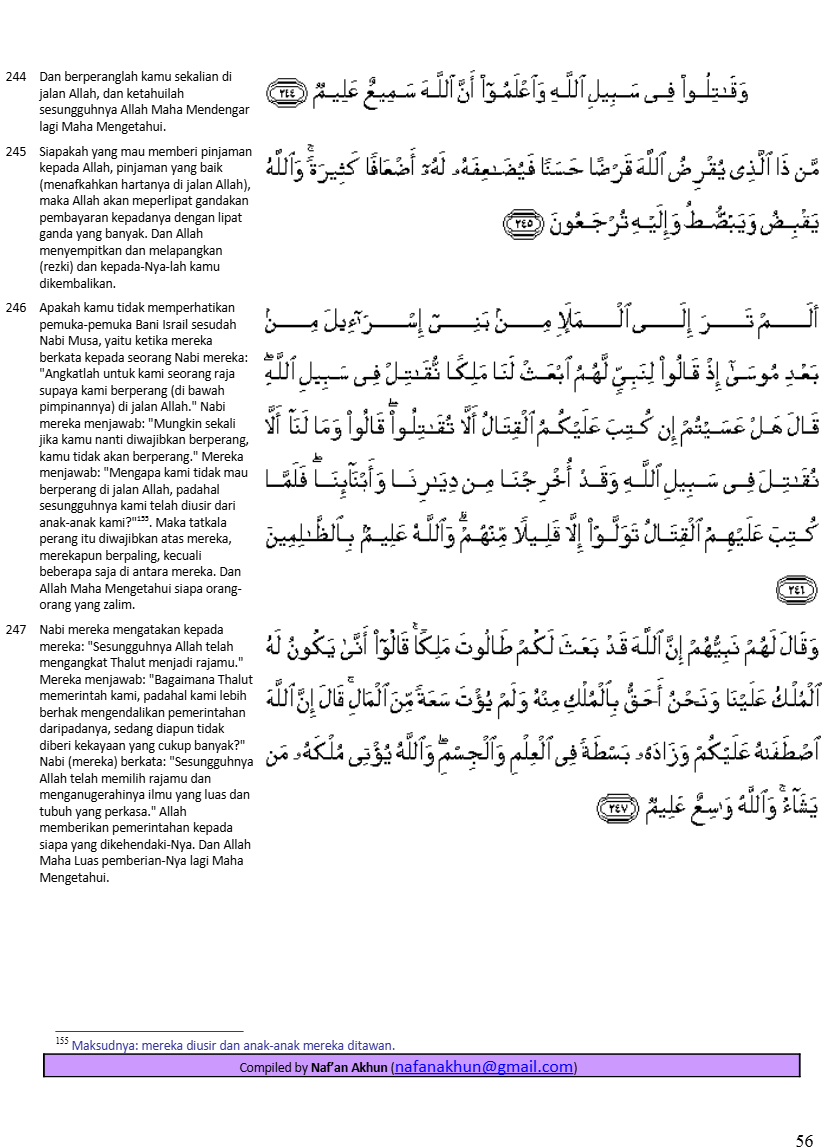 244 Dan berperanglah kamu sekalian di
jalan Allah, dan ketahuilah
sesungguhnya Allah Maha Mendengar
lagi Maha Mengetahui.
وَقَـٰتِلُوا۟ فِى سَبِيلِ ٱللَّهِ وَٱعْلَمُوٓا۟ أَنَّ ٱللَّهَ سَمِيعٌ عَلِيمٌ ٢٤٤
245 Siapakah yang mau memberi pinjaman
kepada Allah, pinjaman yang baik
(menafkahkan hartanya di jalan Allah),
maka Allah akan meperlipat gandakan
pembayaran kepadanya dengan lipat
ganda yang banyak. Dan Allah
menyempitkan dan melapangkan
(rezki) dan kepada-Nya-lah kamu
dikembalikan.
مَّن ذَا ٱلَّذِى يُقْرِضُ ٱللَّهَ قَرْضًا حَسَنًا فَيُضَـٰعِفَهُۥ لَهُۥٓ أَضْعَافًا كَثِيرَةً ۚ وَٱللَّهُ
يَقْبِضُ وَيَبْصُۜطُ وَإِلَيْهِ تُرْجَعُونَ ٢٤٥
246 Apakah kamu tidak memperhatikan
pemuka-pemuka Bani Israil sesudah
Nabi Musa, yaitu ketika mereka
berkata kepada seorang Nabi mereka:
"Angkatlah untuk kami seorang raja
supaya kami berperang (di bawah
pimpinannya) di jalan Allah." Nabi
mereka menjawab: "Mungkin sekali
jika kamu nanti diwajibkan berperang,
kamu tidak akan berperang." Mereka
menjawab: "Mengapa kami tidak mau
berperang di jalan Allah, padahal
sesungguhnya kami telah diusir dari
anak-anak kami?"¹⁵⁵. Maka tatkala
perang itu diwajibkan atas mereka,
merekapun berpaling, kecuali
beberapa saja di antara mereka. Dan
Allah Maha Mengetahui siapa orang-
orang yang zalim.
أَلَمْ تَرَ إِلَى ٱلْمَلَإِ مِنۢ بَنِىٓ إِسْرَٰٓءِيلَ مِنۢ
بَعْدِ مُوسَىٰٓ إِذْ قَالُوا۟ لِنَبِىٍّ لَّهُمُ ٱبْعَثْ لَنَا مَلِكًا نُّقَـٰتِلْ فِى سَبِيلِ ٱللَّهِ ۖ
قَالَ هَلْ عَسَيْتُمْ إِن كُتِبَ عَلَيْكُمُ ٱلْقِتَالُ أَلَّا تُقَـٰتِلُوا۟ ۖ قَالُوا۟ وَمَا لَنَآ أَلَّا
نُقَـٰتِلَ فِى سَبِيلِ ٱللَّهِ وَقَدْ أُخْرِجْنَا مِن دِيَـٰرِنَا وَأَبْنَآئِنَا ۖ فَلَمَّا
كُتِبَ عَلَيْهِمُ ٱلْقِتَالُ تَوَلَّوْا۟ إِلَّا قَلِيلًا مِّنْهُمْ ۗ وَٱللَّهُ عَلِيمٌۢ بِٱلظَّـٰلِمِينَ
٢٤٦
247 Nabi mereka mengatakan kepada
mereka: "Sesungguhnya Allah telah
mengangkat Thalut menjadi rajamu."
Mereka menjawab: "Bagaimana Thalut
memerintah kami, padahal kami lebih
berhak mengendalikan pemerintahan
daripadanya, sedang diapun tidak
diberi kekayaan yang cukup banyak?"
Nabi (mereka) berkata: "Sesungguhnya
Allah telah memilih rajamu dan
menganugerahinya ilmu yang luas dan
tubuh yang perkasa." Allah
memberikan pemerintahan kepada
siapa yang dikehendaki-Nya. Dan Allah
Maha Luas pemberian-Nya lagi Maha
Mengetahui.
وَقَالَ لَهُمْ نَبِيُّهُمْ إِنَّ ٱللَّهَ قَدْ بَعَثَ لَكُمْ طَالُوتَ مَلِكًا ۚ قَالُوٓا۟ أَنَّىٰ يَكُونُ لَهُ
ٱلْمُلْكُ عَلَيْنَا وَنَحْنُ أَحَقُّ بِٱلْمُلْكِ مِنْهُ وَلَمْ يُؤْتَ سَعَةً مِّنَ ٱلْمَالِ ۚ قَالَ إِنَّ ٱللَّهَ
ٱصْطَفَىٰهُ عَلَيْكُمْ وَزَادَهُۥ بَسْطَةً فِى ٱلْعِلْمِ وَٱلْجِسْمِ ۖ وَٱللَّهُ يُؤْتِى مُلْكَهُۥ مَن
يَشَآءُ ۚ وَٱللَّهُ وَٰسِعٌ عَلِيمٌ ٢٤٧
¹⁵⁵ Maksudnya: mereka diusir dan anak-anak mereka ditawan.
Compiled by Naf'an Akhun (nafanakhun@gmail.com)
56